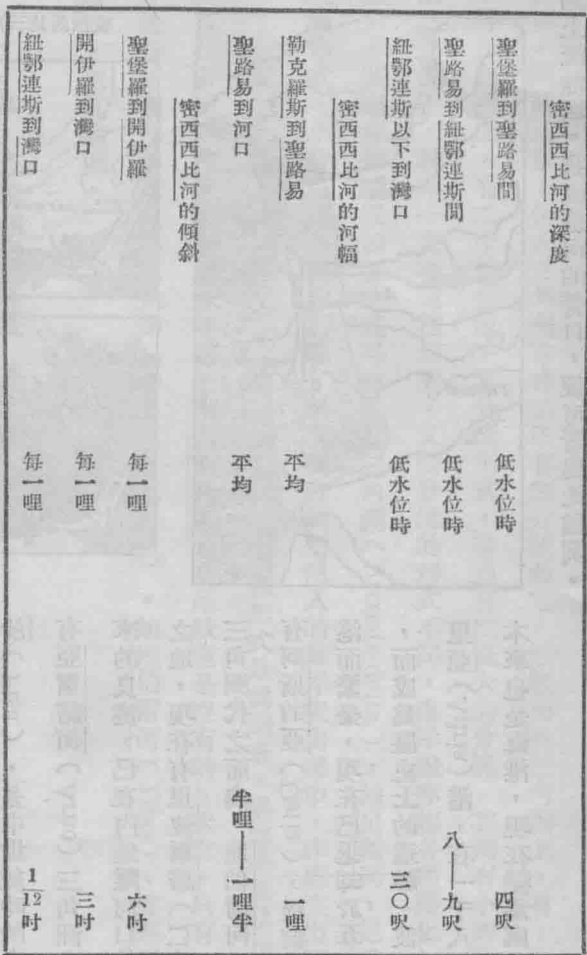 密西西比河的深度
聖堡羅到聖路易間 低水位時 四呎
聖路易到紐鄂連斯間 低水位時 八——九呎
紐鄂連斯以下到灣口 低水位時 三〇呎
密西西比河的河幅
勒克羅斯到聖路易 平均 一哩
聖路易到河口 平均 半哩——一哩半
密西西比河的傾斜
聖堡羅到開伊羅 每一哩 六吋
開伊羅到灣口 每一哩 三吋
紐鄂連斯到灣口 每一哩 1/12吋